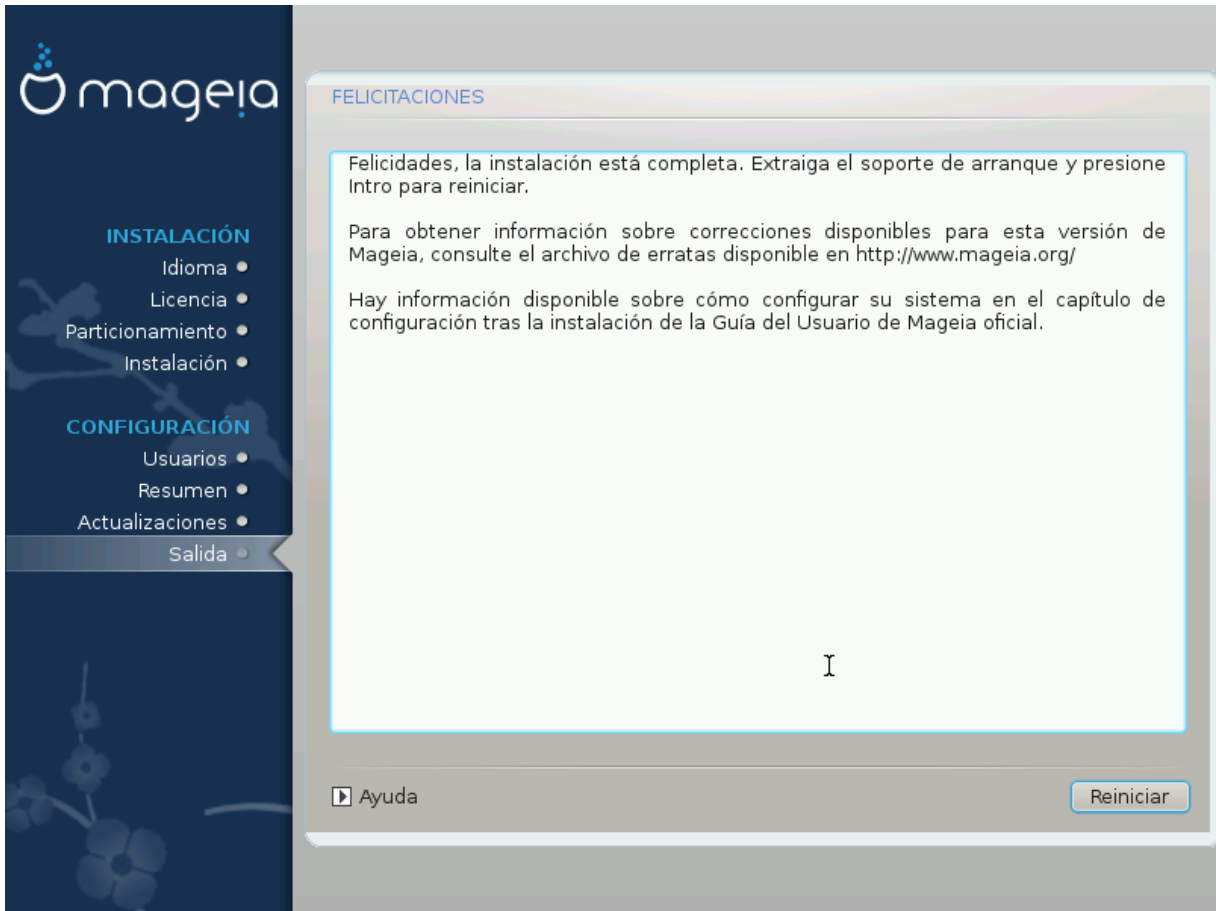 mageia
INSTALACIÓN
Idioma
Licencia
Particionamiento
Instalación
CONFIGURACIÓN
Usuarios
Resumen
Actualizaciones
Salida
FELICITACIONES
Felicidades, la instalación está completa. Extraiga el soporte de arranque y presione
Intro para reiniciar.
Para obtener información sobre correcciones disponibles para esta versión de
Mageia, consulte el archivo de erratas disponible en http://www.mageia.org/
Hay información disponible sobre cómo configurar su sistema en el capítulo de
configuración tras la instalación de la Guía del Usuario de Mageia oficial.
Ayuda
Reiniciar